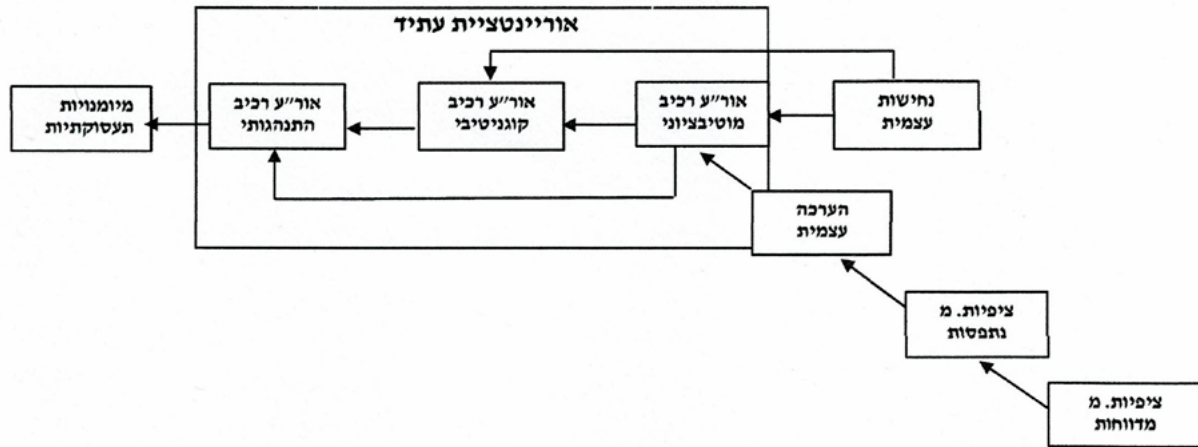 אוריינטציית עתיד
נחישות
עצמית
אור״ע רכיב
מוטיבציוני
אור״ע רכיב
קוגניטיבי
אור״ע רכיב
התנהגותי
מיומנויות
תעסוקתיות
הערכה
עצמית
ציפיות. מ
נתפסות
ציפיות. מ
מדווחות